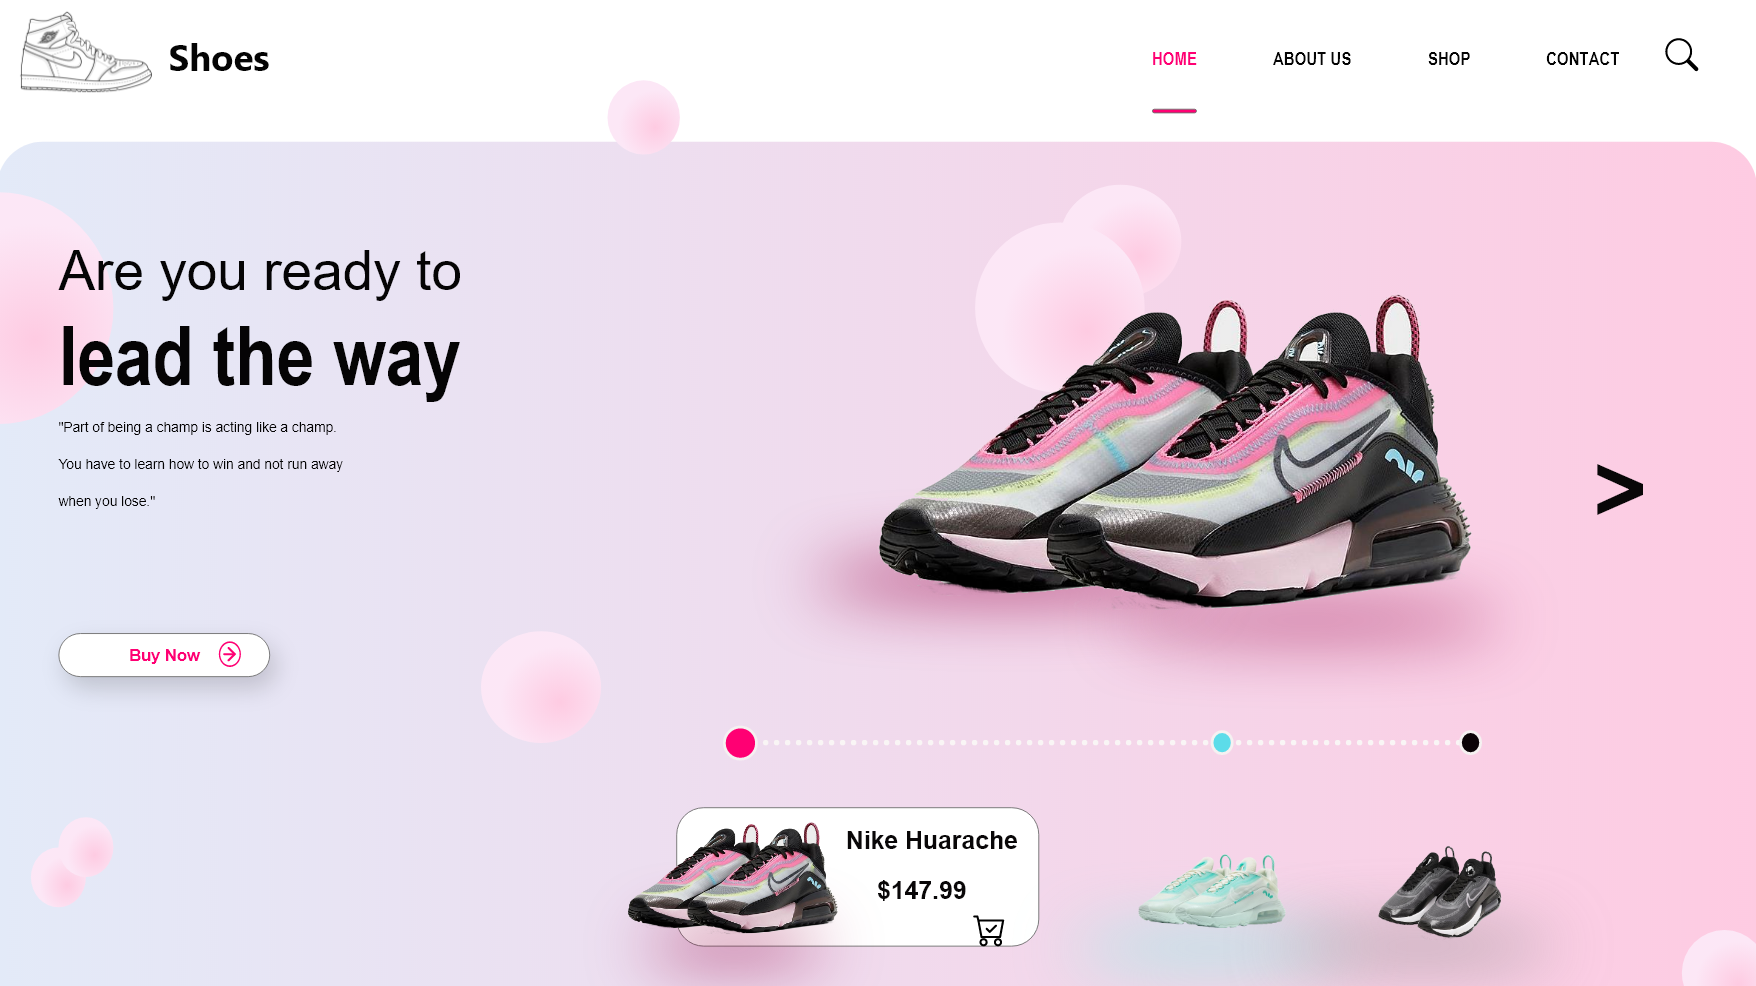 Shoes
HOME
ABOUT US
SHOP
CONTACT
Are you ready to
lead the way
"Part of being a champ is acting like a champ.
You have to learn how to win and not run away
when you lose."
>
Buy Now
Nike Huarache
$147.99